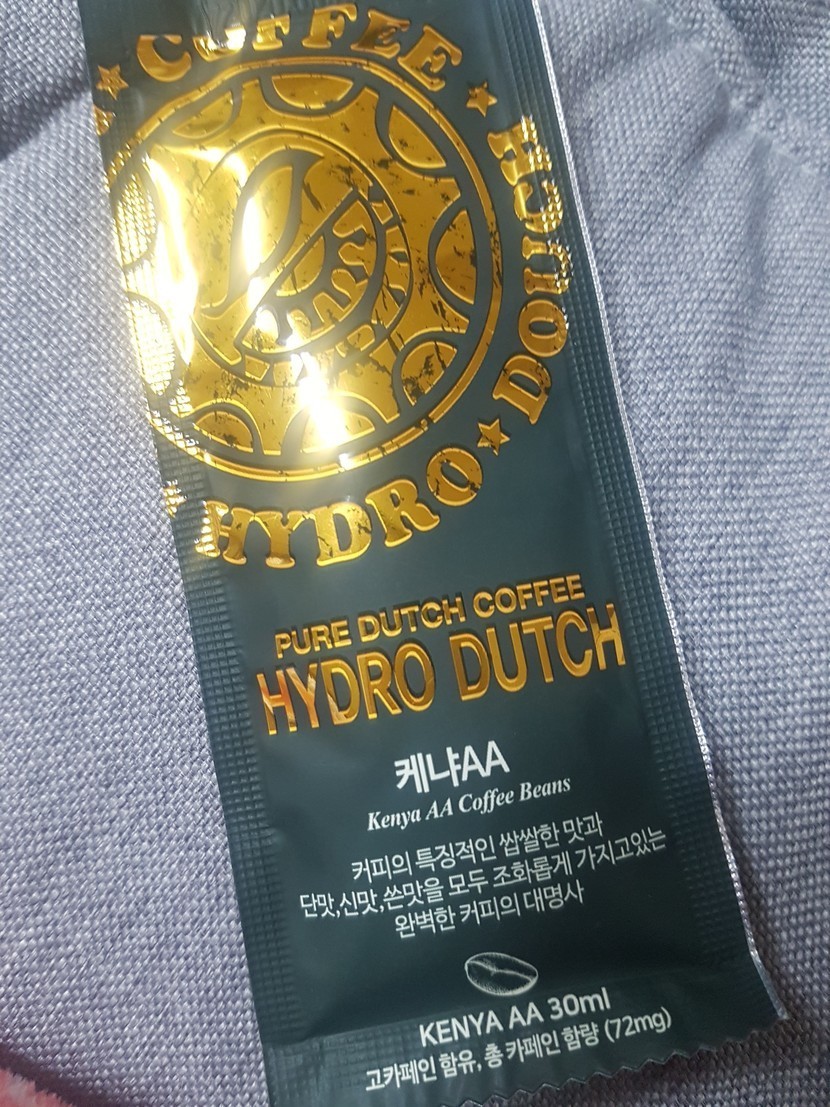 COFFEE
HYDRO DOUCH
PURE DUTCH COFFEE
HYDRO DUTCH
케냐AA
Kenya AA Coffee Beans
커피의 특징적인 쌉쌀한 맛과
단맛,신맛,쓴맛을 모두 조화롭게 가지고있는
완벽한 커피의 대명사
KENYA AA 30ml
고카페인 함유, 총 카페인 함량 (72mg)